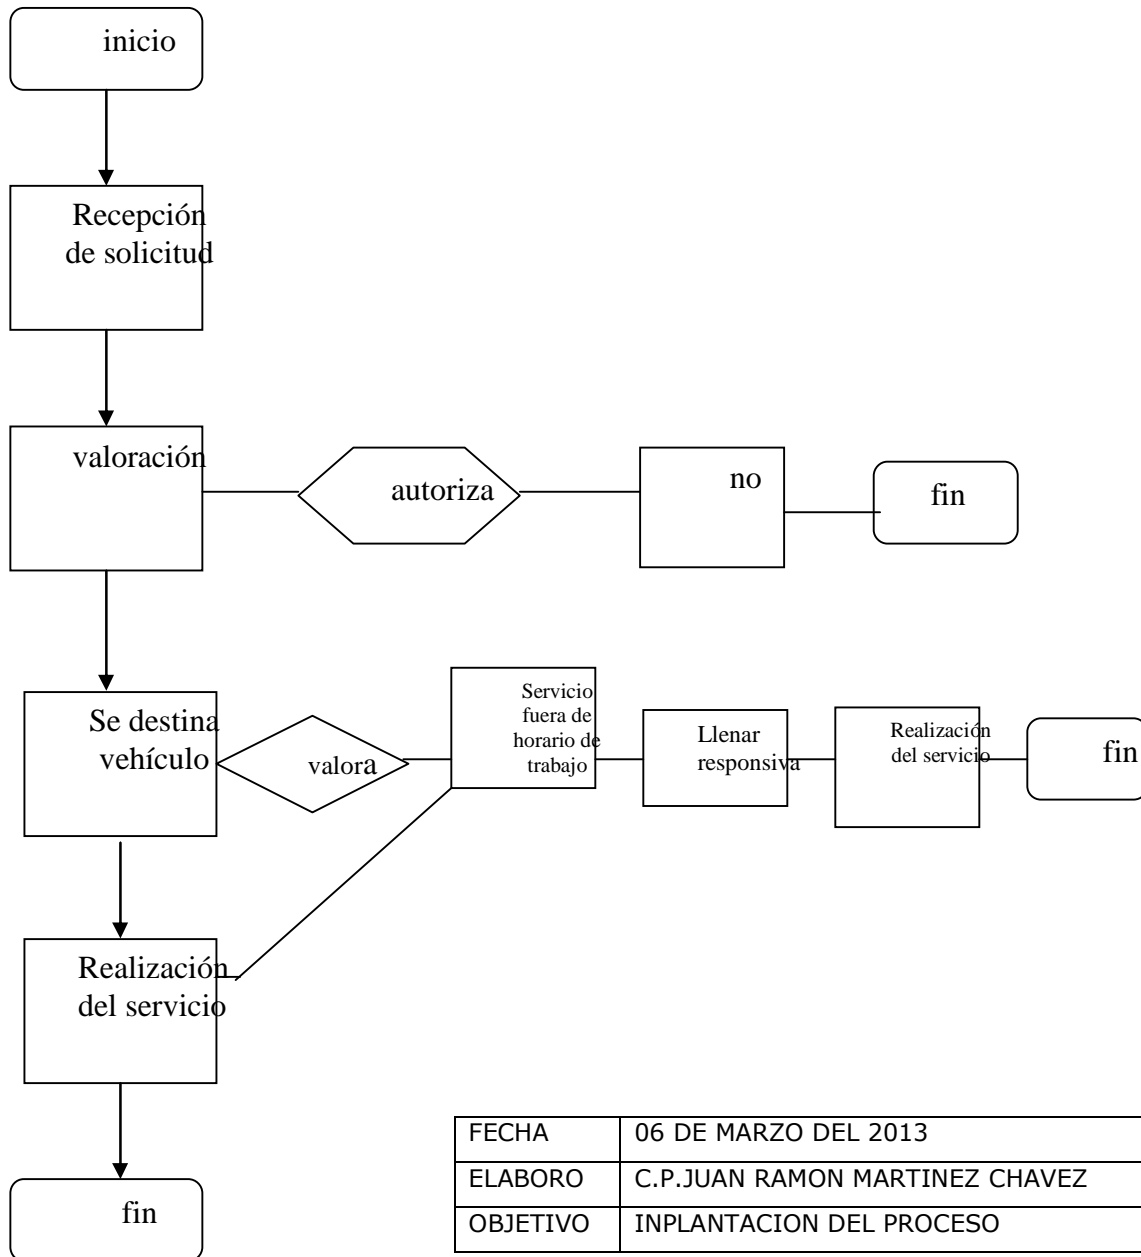 inicio
Recepción
de solicitud
valoración
autoriza
no
fin
Se destina
vehículo
valora
Servicio
fuera de
horario de
trabajo
Llenar
responsiva
Realización
del servicio
fin
Realización
del servicio
fin
FECHA 06 DE MARZO DEL 2013
ELABORO C.P.JUAN RAMON MARTINEZ CHAVEZ
OBJETIVO INPLANTACION DEL PROCESO